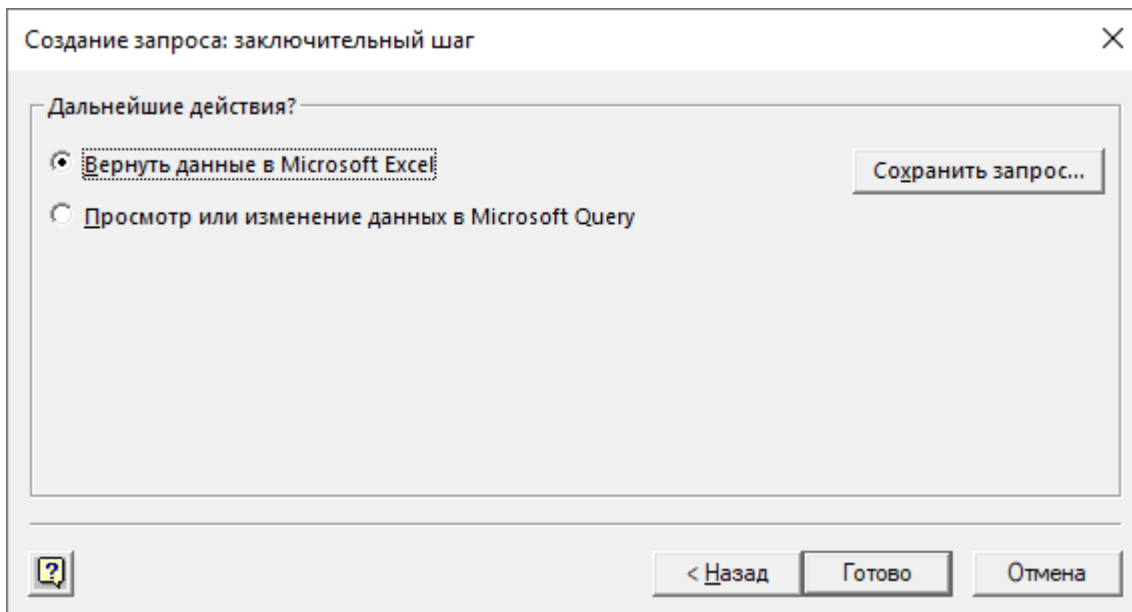 Создание запроса: заключительный шаг
Дальнейшие действия?
Вернуть данные в Microsoft Excel
Сохранить запрос...
Просмотр или изменение данных в Microsoft Query
< Назад
Готово
Отмена